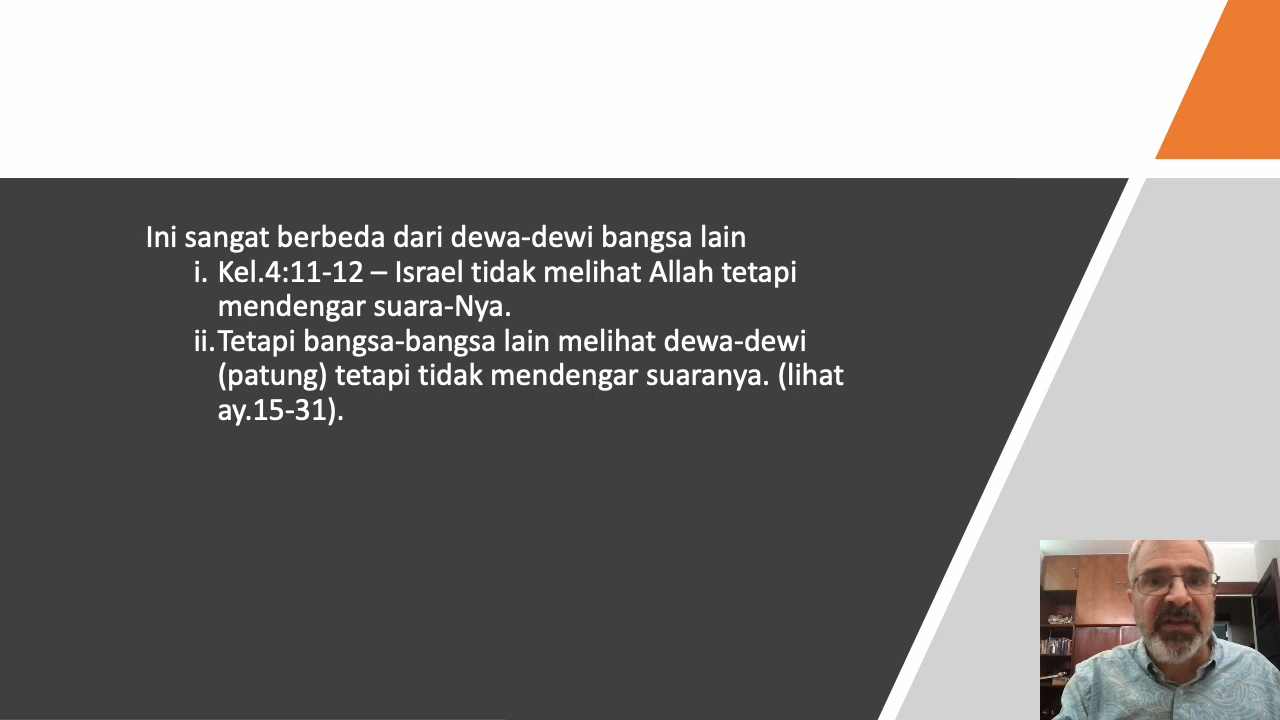 Ini sangat berbeda dari dewa-dewi bangsa lain
i. Kel.4:11-12 – Israel tidak melihat Allah tetapi
mendengar suara-Nya.
ii.Tetapi bangsa-bangsa lain melihat dewa-dewi
(patung) tetapi tidak mendengar suaranya. (lihat
ay.15-31).